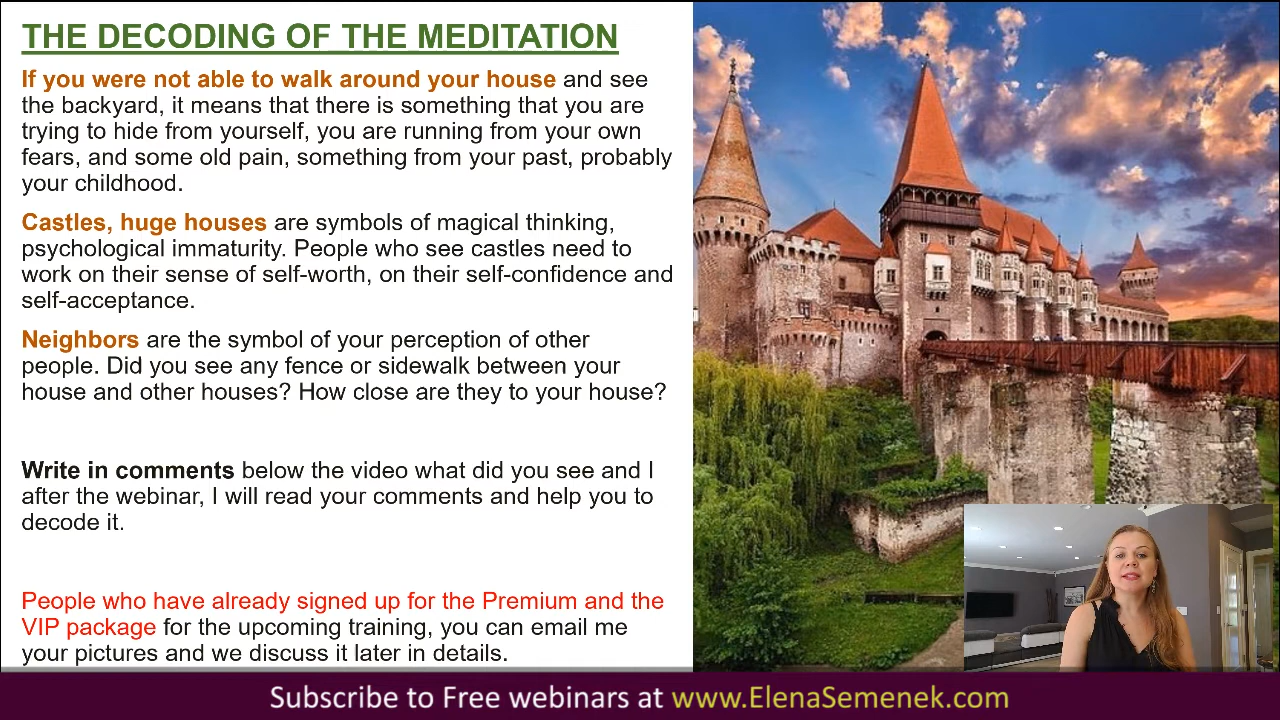 THE DECODING OF THE MEDITATION
If you were not able to walk around your house and see
the backyard, it means that there is something that you are
trying to hide from yourself, you are running from your own
fears, and some old pain, something from your past, probably
your childhood.
Castles, huge houses are symbols of magical thinking,
psychological immaturity. People who see castles need to
work on their sense of self-worth, on their self-confidence and
self-acceptance.
Neighbors are the symbol of your perception of other
people. Did you see any fence or sidewalk between your
house and other houses? How close are they to your house?
Write in comments below the video what did you see and I
after the webinar, I will read your comments and help you to
decode it.
People who have already signed up for the Premium and the
VIP package for the upcoming training, you can email me
your pictures and we discuss it later in details.
Subscribe to Free webinars at www.ElenaSemenek.com